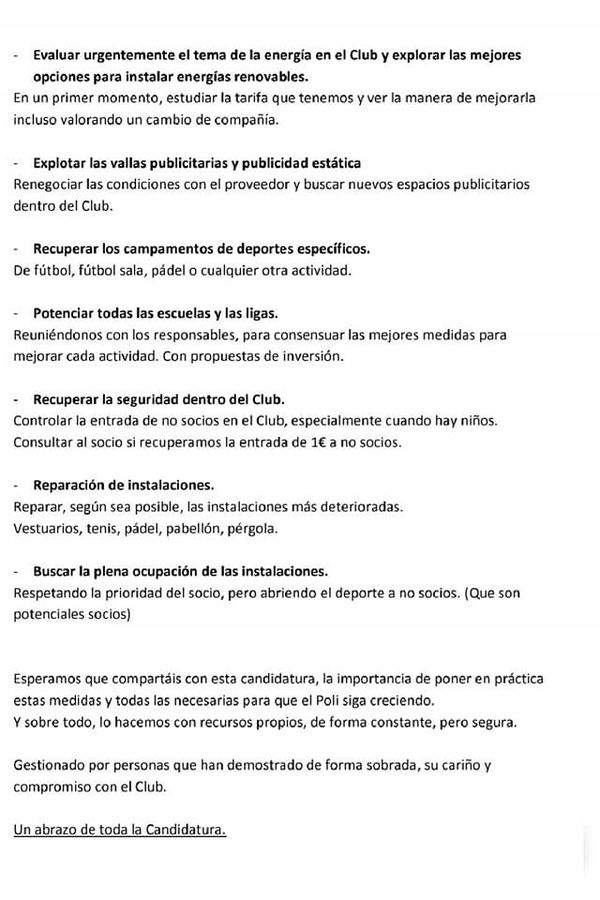 - Evaluar urgentemente el tema de la energía en el Club y explorar las mejores
opciones para instalar energías renovables.
En un primer momento, estudiar la tarifa que tenemos y ver la manera de mejorarla
incluso valorando un cambio de compañía.
- Explotar las vallas publicitarias y publicidad estática
Renegociar las condiciones con el proveedor y buscar nuevos espacios publicitarios
dentro del Club.
- Recuperar los campamentos de deportes específicos.
De fútbol, fútbol sala, pádel o cualquier otra actividad.
- Potenciar todas las escuelas y las ligas.
Reuniéndonos con los responsables, para consensuar las mejores medidas para
mejorar cada actividad. Con propuestas de inversión.
- Recuperar la seguridad dentro del Club.
Controlar la entrada de no socios en el Club, especialmente cuando hay niños.
Consultar al socio si recuperamos la entrada de 1€ a no socios.
- Reparación de instalaciones.
Reparar, según sea posible, las instalaciones más deterioradas.
Vestuarios, tenis, pádel, pabellón, pérgola.
- Buscar la plena ocupación de las instalaciones.
Respetando la prioridad del socio, pero abriendo el deporte a no socios. (Que son
potenciales socios)
Esperamos que compartáis con esta candidatura, la importancia de poner en práctica
estas medidas y todas las necesarias para que el Poli siga creciendo.
Y sobre todo, lo hacemos con recursos propios, de forma constante, pero segura.
Gestionado por personas que han demostrado de forma sobrada, su cariño y
compromiso con el Club.
Un abrazo de toda la Candidatura.